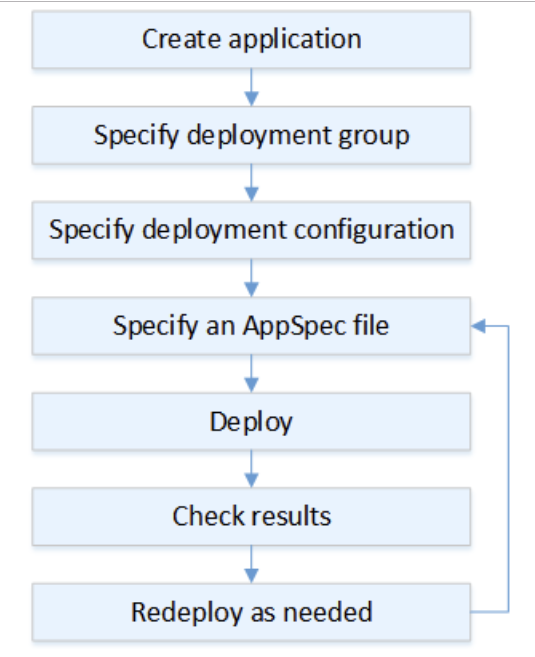 Create application
Specify deployment group
Specify deployment configuration
Specify an AppSpec file
Deploy
Check results
Redeploy as needed